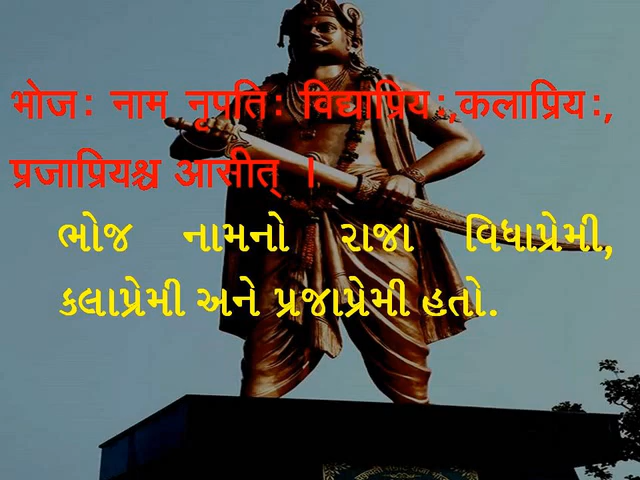 भोजः नाम नृपतिः विद्याप्रियः,कलाप्रियः,
प्रजाप्रियश्च आसीत् ।
ભોજ નામનો રાજા વિધાપ્રેમી,
કલાપ્રેમી અને પ્રજાપ્રેમી હતો.